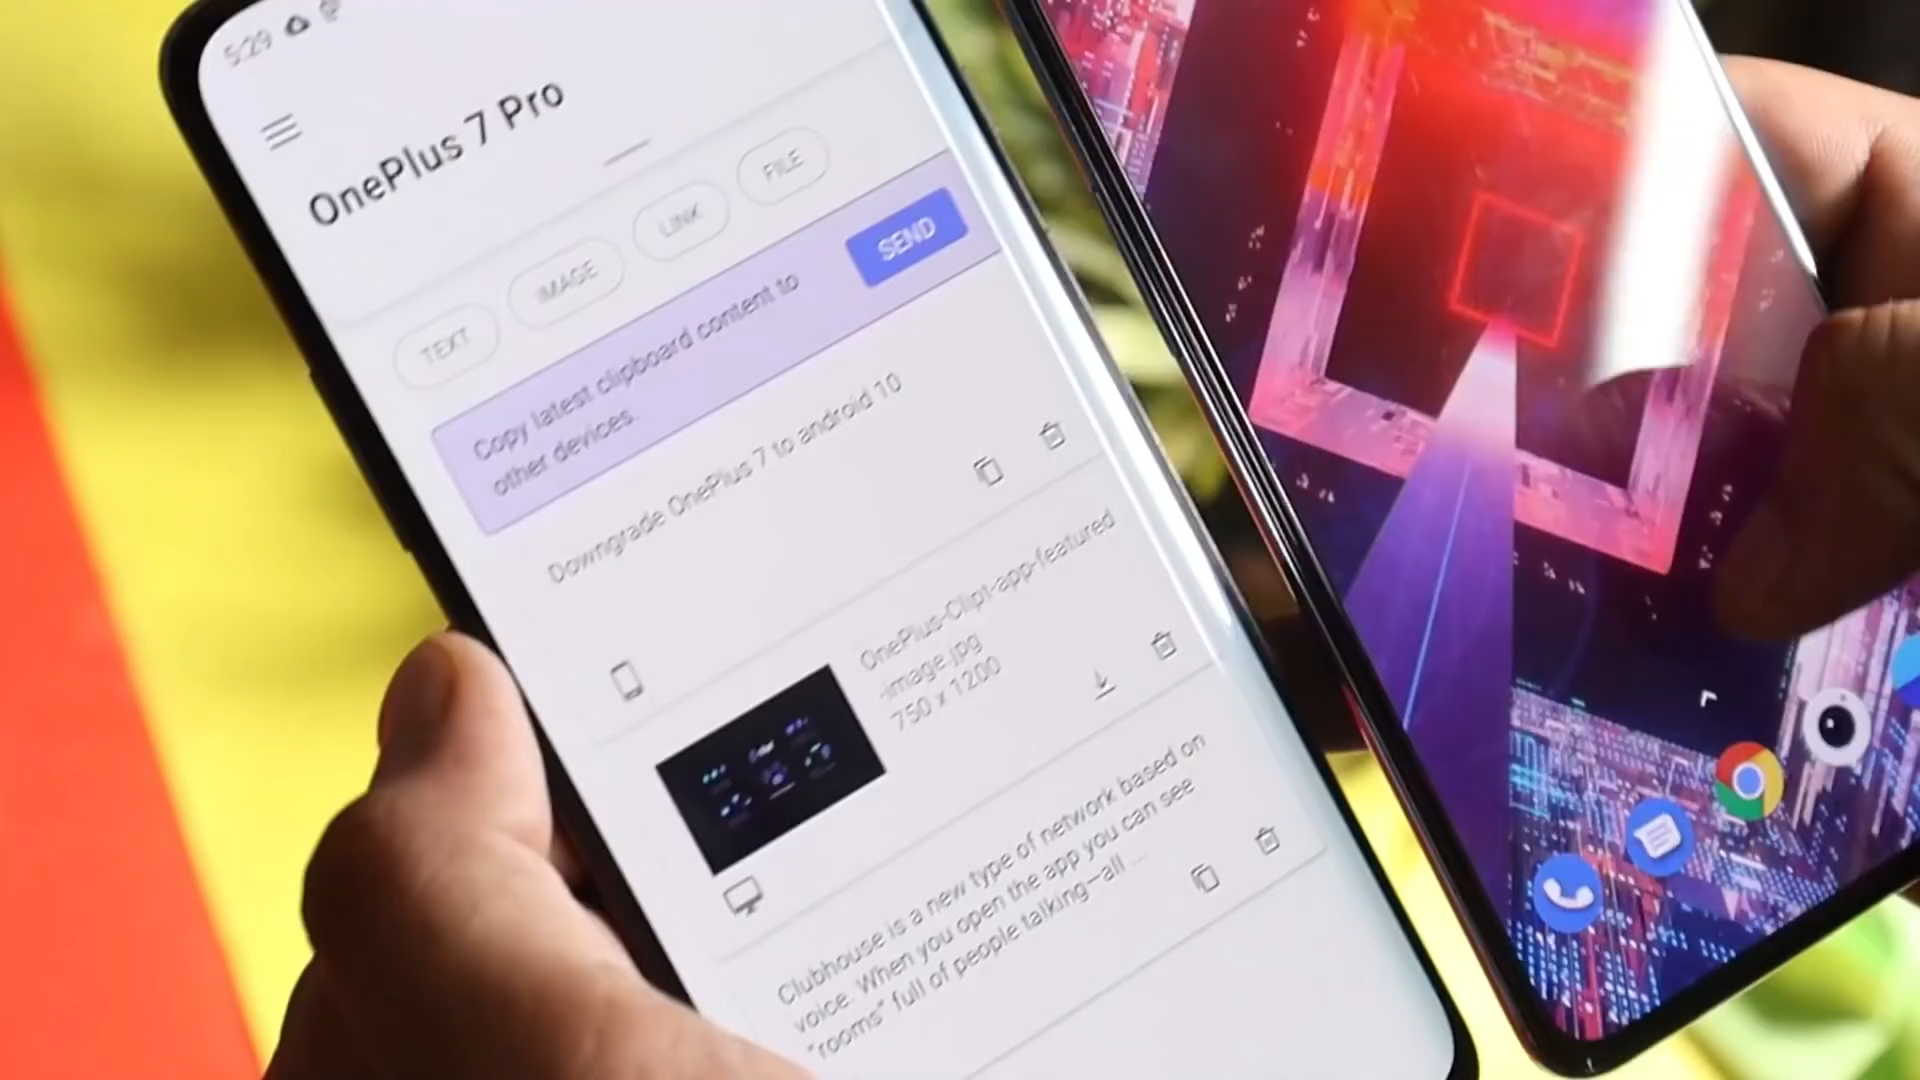 5:29
OnePlus 7 Pro
TEXT
IMAGE
LINK
FILE
Copy latest clipboard content to
other devices.
SEND
Downgrade OnePlus 7 to android 10
OnePlus-Clipt-app-featured
-image.jpg
750 x 1200
Clubhouse is a new type of network based on
voice. When you open the app you can see
"rooms" full of people talking—all ...